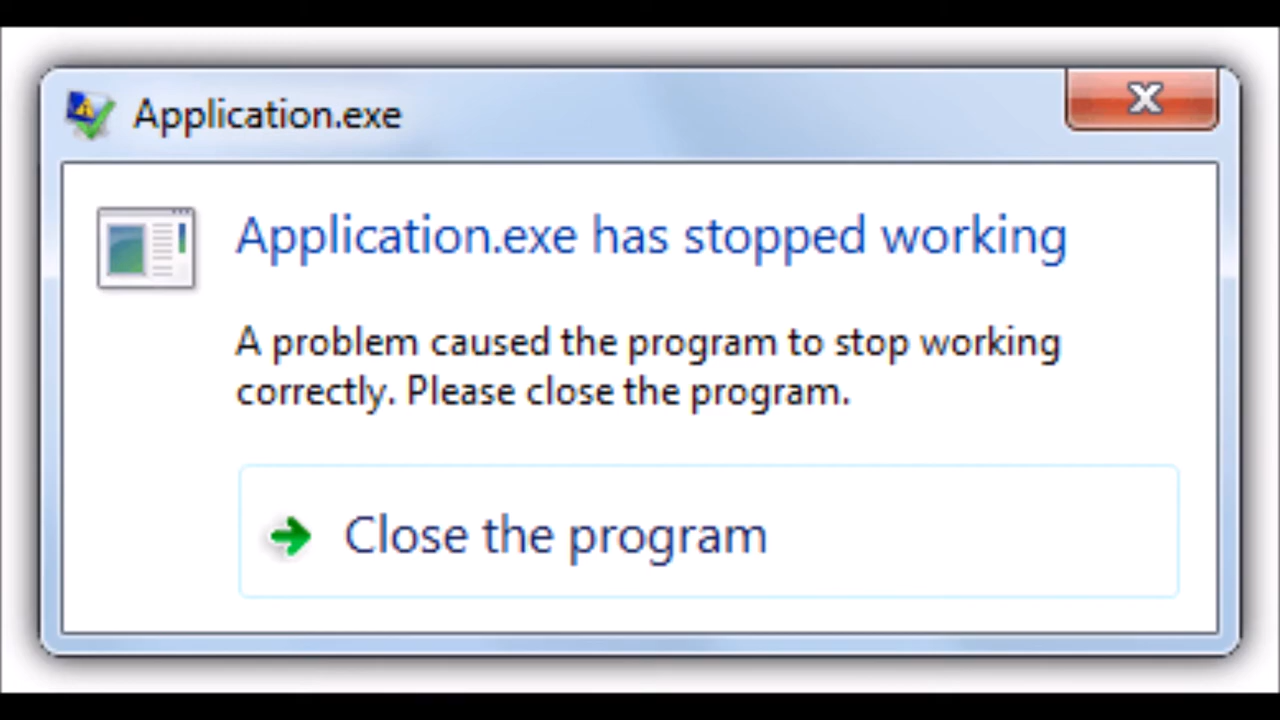 Application.exe
Application.exe has stopped working
A problem caused the program to stop working
correctly. Please close the program.
Close the program